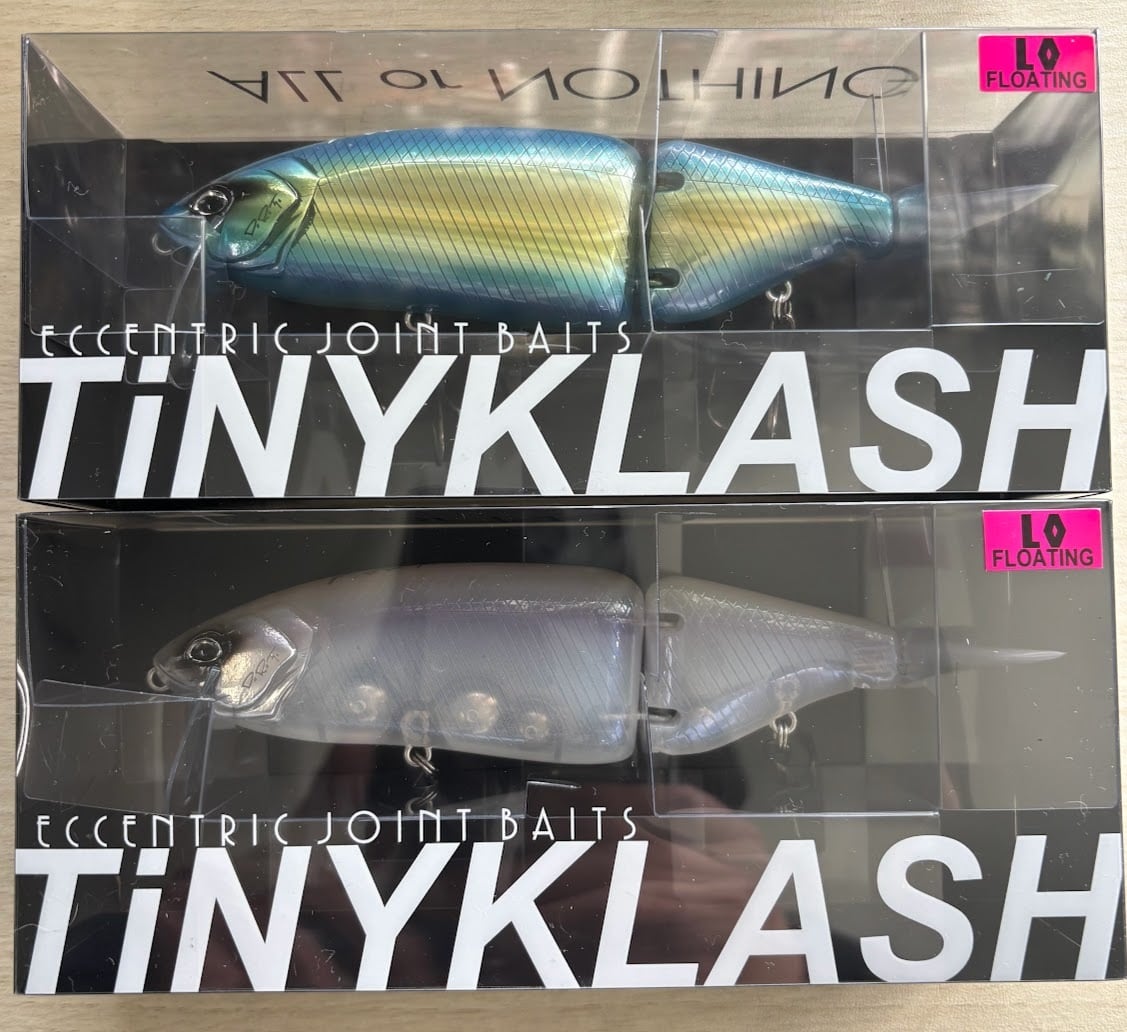 ALL or NOTHING
LO
FLOATING
D.R.T.
ECCENTRIC JOINT BAITS
TiNYKLASH
LO
FLOATING
D.R.T.
ECCENTRIC JOINT BAITS
TiNYKLASH